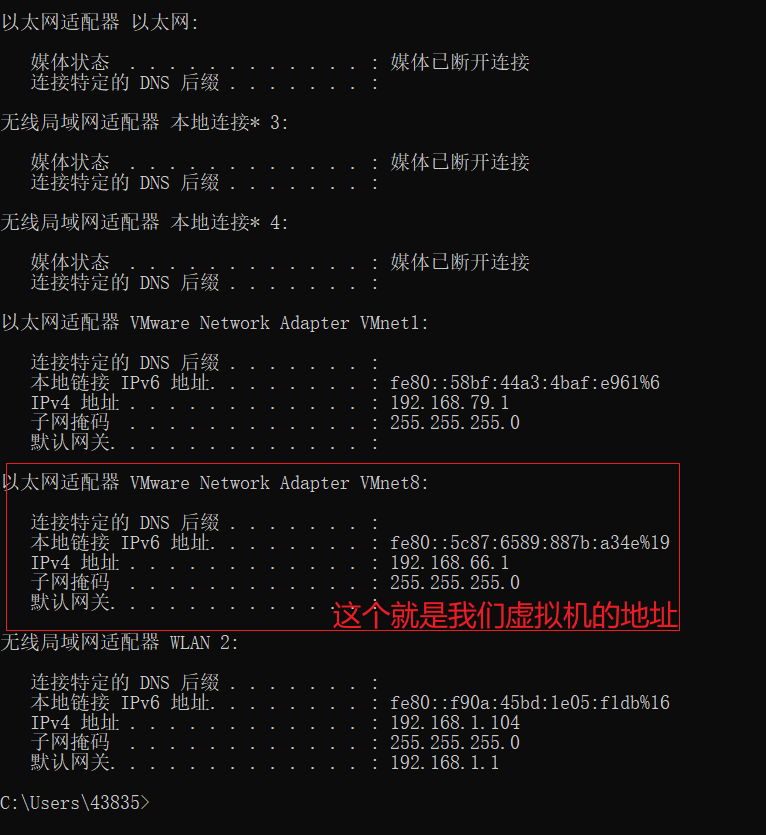 以太网适配器 以太网:
媒体状态 . . . . . . . . . . . . : 媒体已断开连接
连接特定的 DNS 后缀 . . . . . . . :
无线局域网适配器 本地连接* 3:
媒体状态 . . . . . . . . . . . . : 媒体已断开连接
连接特定的 DNS 后缀 . . . . . . . :
无线局域网适配器 本地连接* 4:
媒体状态 . . . . . . . . . . . . : 媒体已断开连接
连接特定的 DNS 后缀 . . . . . . . :
以太网适配器 VMware Network Adapter VMnet1:
连接特定的 DNS 后缀 . . . . . . . :
本地链接 IPv6 地址. . . . . . . . : fe80::58bf:44a3:4baf:e961%6
IPv4 地址 . . . . . . . . . . . . : 192.168.79.1
子网掩码 . . . . . . . . . . . . : 255.255.255.0
默认网关. . . . . . . . . . . . . :
以太网适配器 VMware Network Adapter VMnet8:
连接特定的 DNS 后缀 . . . . . . . :
本地链接 IPv6 地址. . . . . . . . : fe80::5c87:6589:887b:a34e%19
IPv4 地址 . . . . . . . . . . . . : 192.168.66.1
子网掩码 . . . . . . . . . . . . : 255.255.255.0
默认网关. . . . . . . . . . . . . :
这个就是我们虚拟机的地址
无线局域网适配器 WLAN 2:
连接特定的 DNS 后缀 . . . . . . . :
本地链接 IPv6 地址. . . . . . . . : fe80::f90a:45bd:1e05:f1db%16
IPv4 地址 . . . . . . . . . . . . : 192.168.1.104
子网掩码 . . . . . . . . . . . . : 255.255.255.0
默认网关. . . . . . . . . . . . . : 192.168.1.1
C:\Users\43835>